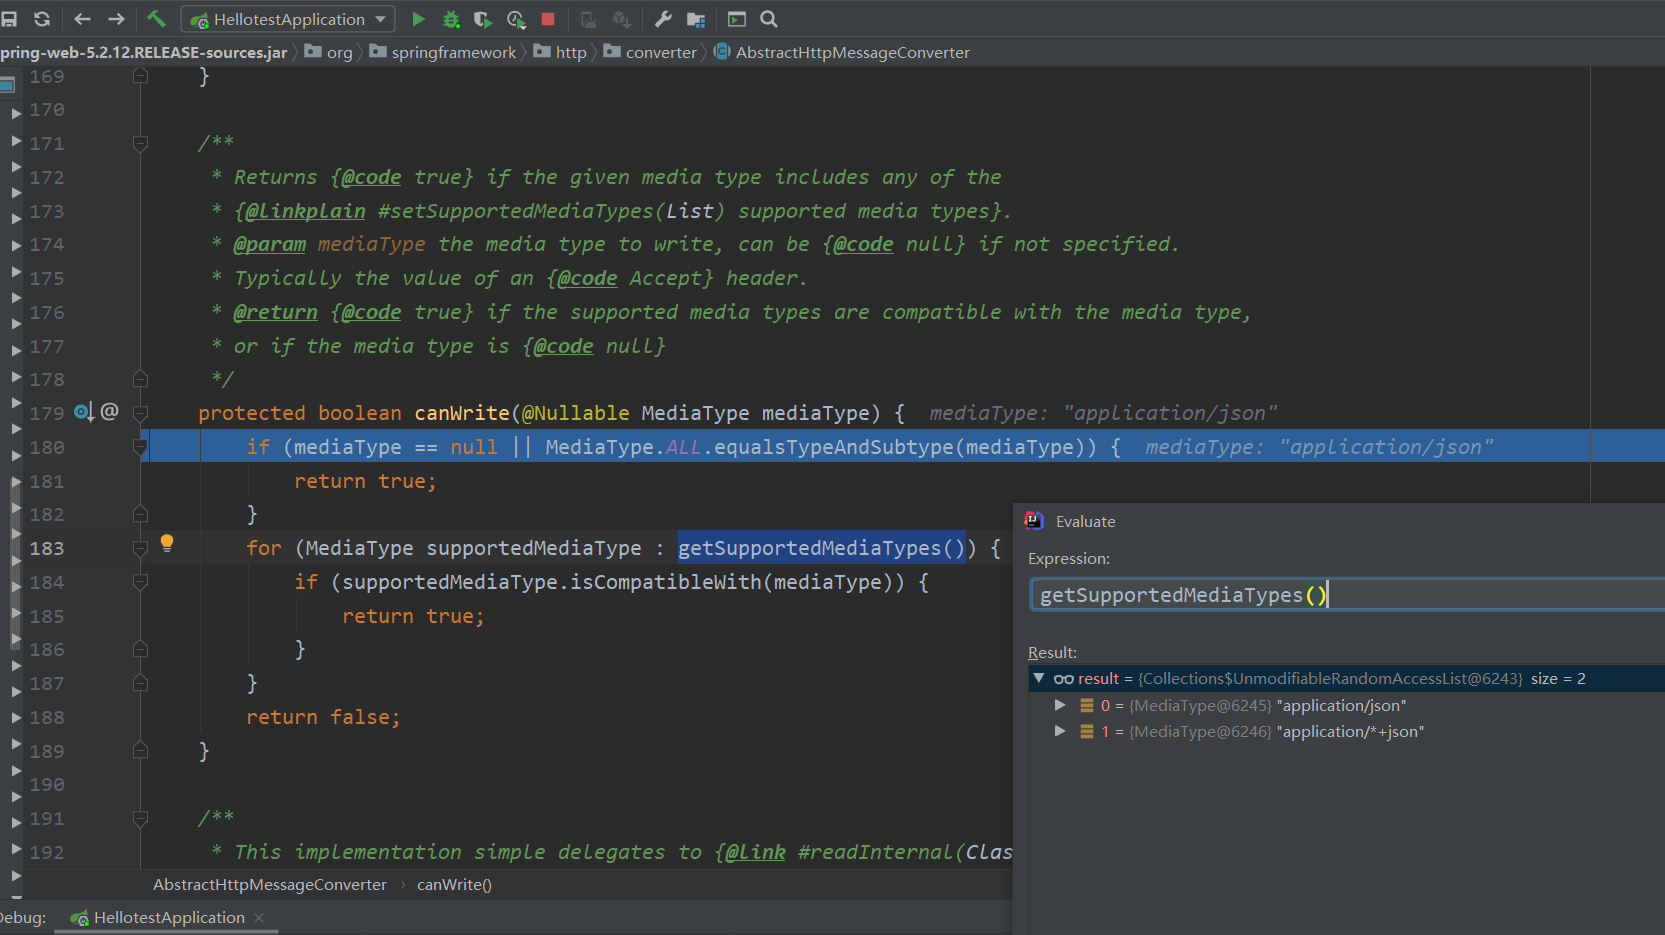 HellotestApplication
pring-web-5.2.12.RELEASE-sources.jar org springframework http converter AbstractHttpMessageConverter
169 }
170
171 /**
172 * Returns {@code true} if the given media type includes any of the
173 * {@linkplain #setSupportedMediaTypes(List) supported media types}.
174 * @param mediaType the media type to write, can be {@code null} if not specified.
175 * Typically the value of an {@code Accept} header.
176 * @return {@code true} if the supported media types are compatible with the media type,
177 * or if the media type is {@code null}
178 */
179 @ protected boolean canWrite(@Nullable MediaType mediaType) { mediaType: "application/json"
180 if (mediaType == null || MediaType.ALL.equalsTypeAndSubtype(mediaType)) { mediaType: "application/json"
181 return true;
182 }
183 for (MediaType supportedMediaType : getSupportedMediaTypes()) {
184 if (supportedMediaType.isCompatibleWith(mediaType)) {
185 return true;
186 }
187 }
188 return false;
189 }
190
191 /**
192 * This implementation simple delegates to {@link #readInternal(Clas
Evaluate
Expression:
getSupportedMediaTypes()
Result:
result = {Collections$UnmodifiableRandomAccessList@6243} size = 2
0 = {MediaType@6245} "application/json"
1 = {MediaType@6246} "application/*+json"
AbstractHttpMessageConverter › canWrite()
Debug: HellotestApplication ×